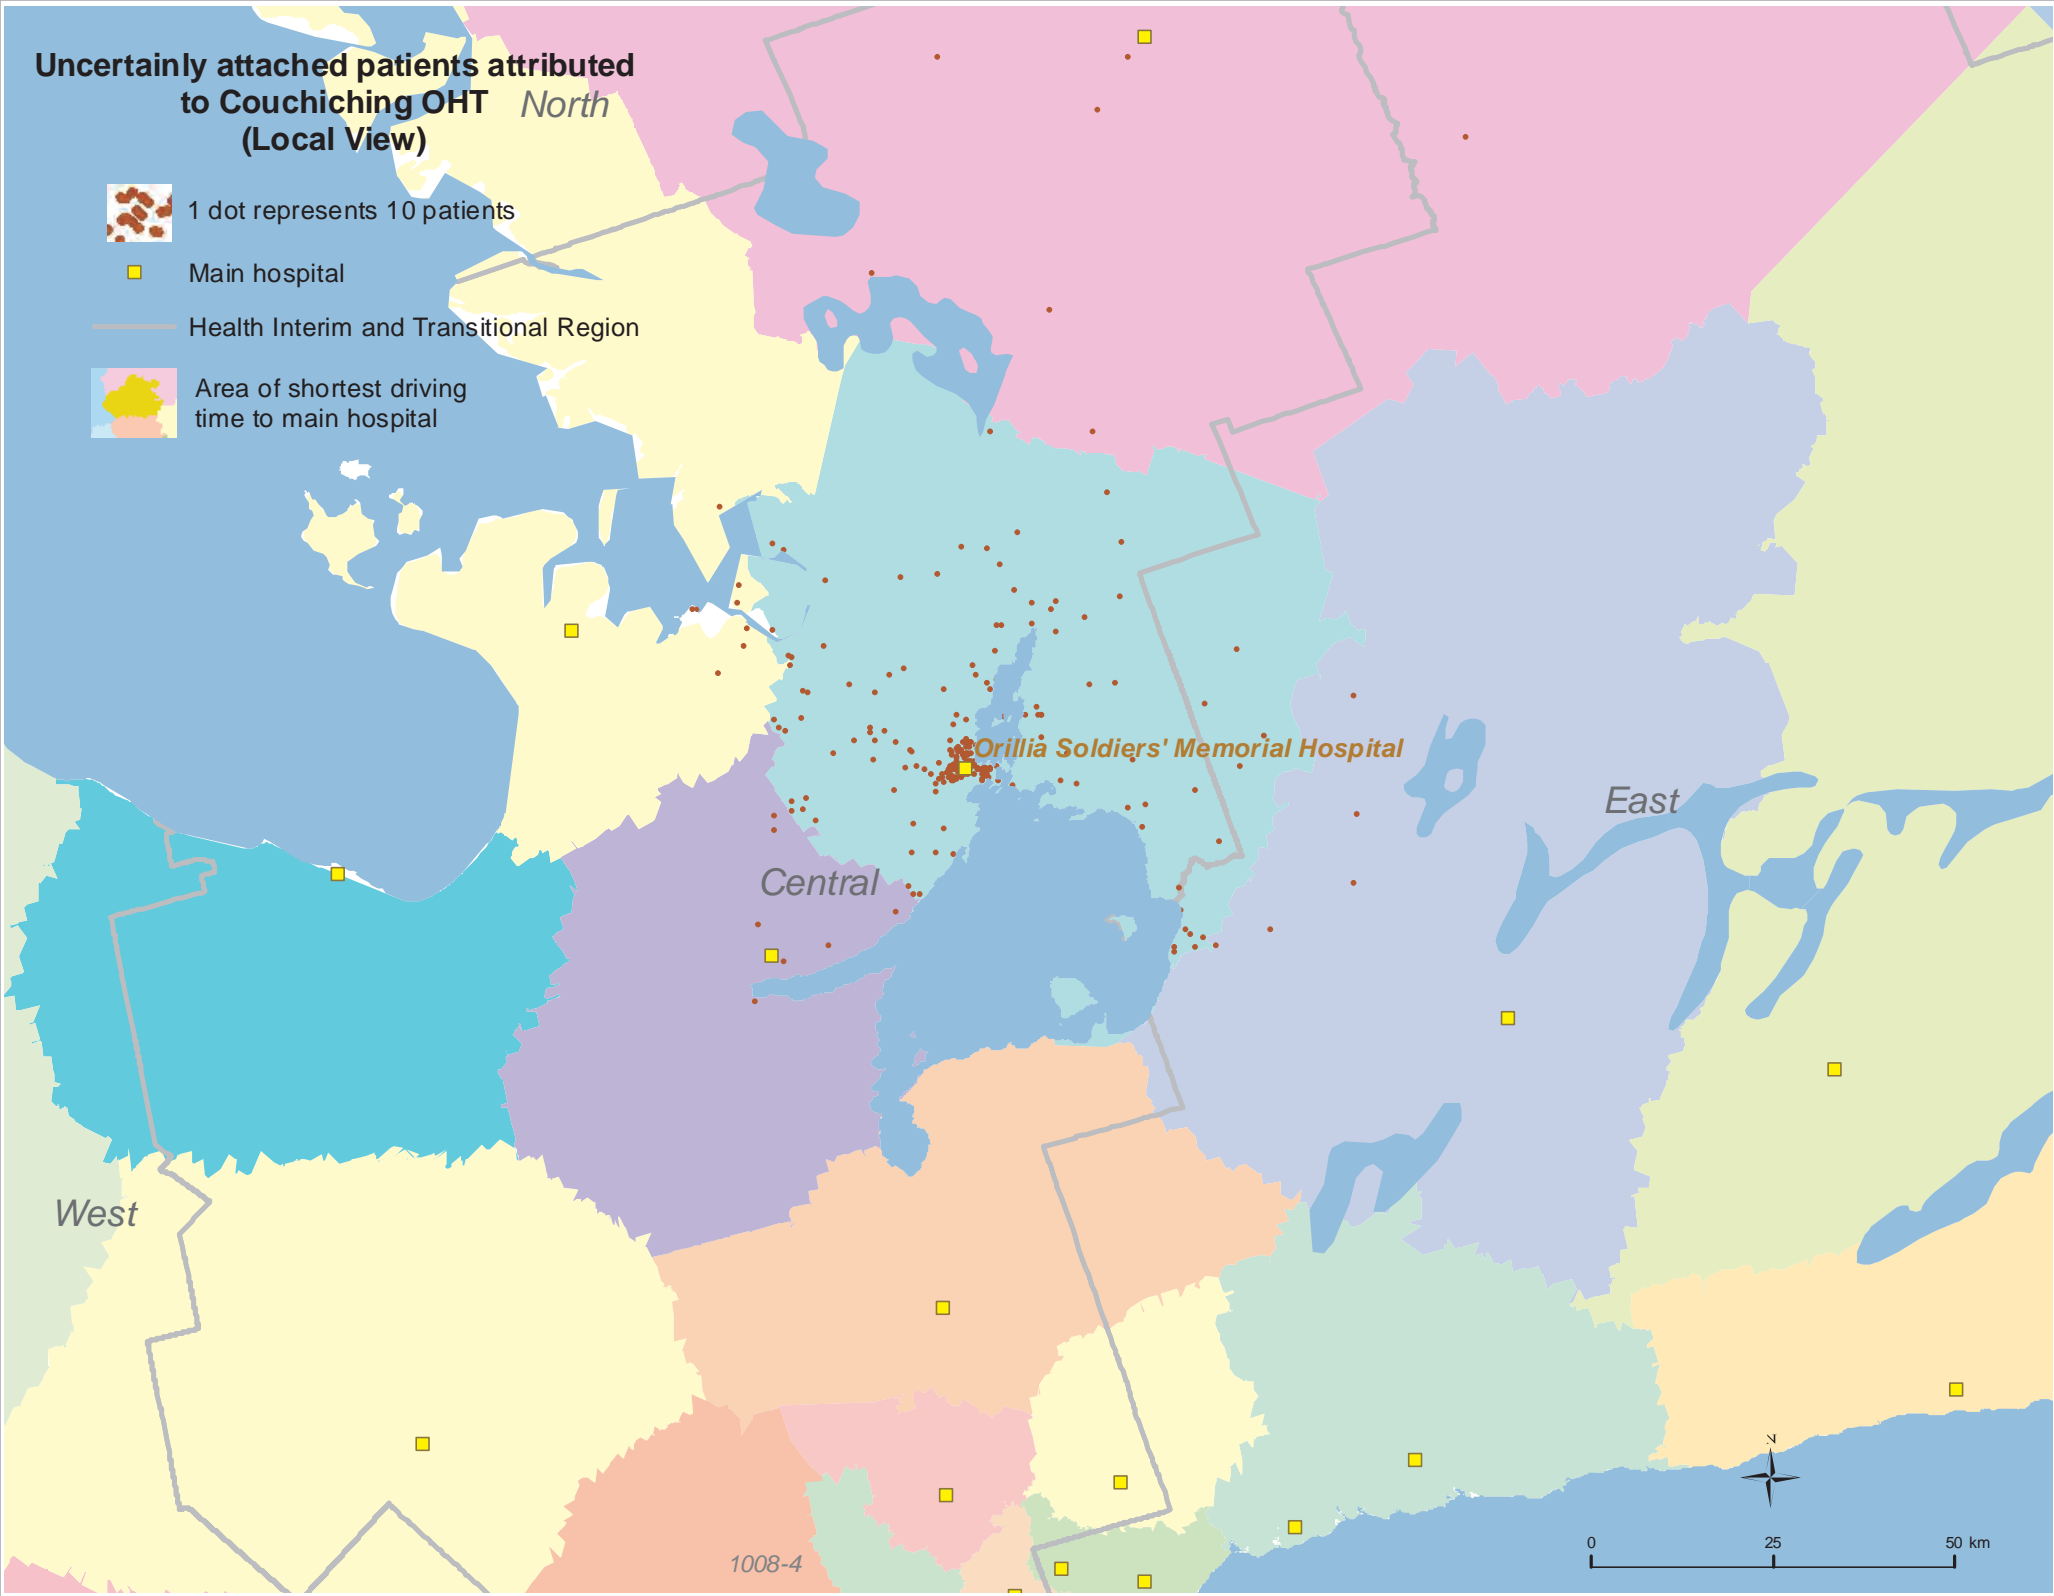 Uncertainly attached patients attributed
to Couchiching OHT
(Local View)
North
1 dot represents 10 patients
Main hospital
Health Interim and Transitional Region
Area of shortest driving
time to main hospital
Orillia Soldiers' Memorial Hospital
East
Central
West
N
0 25 50 km
1008-4